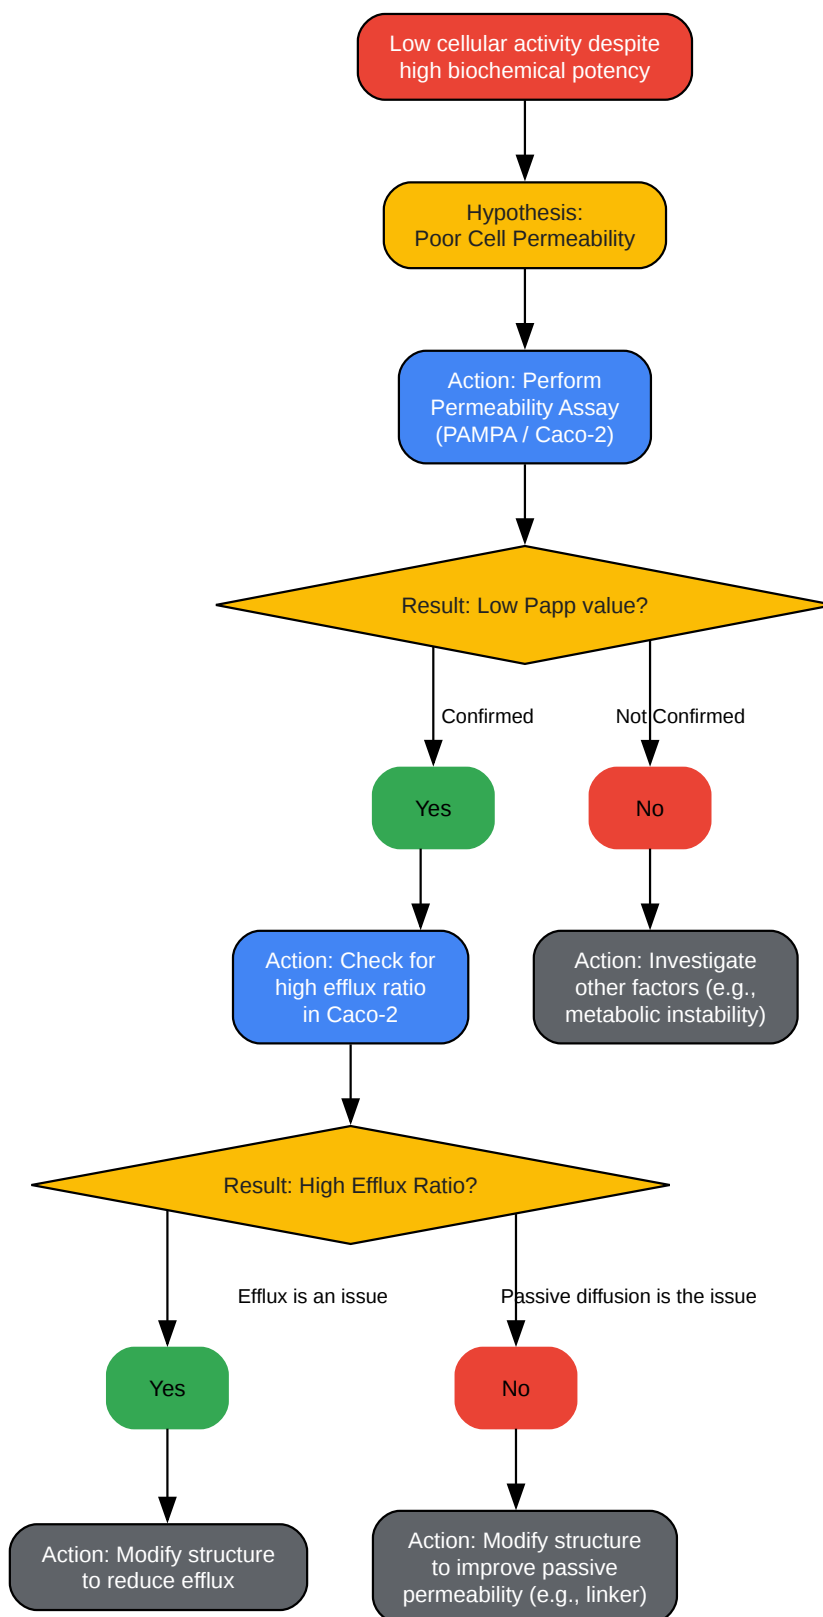 Low cellular activity despite
high biochemical potency
Hypothesis:
Poor Cell Permeability
Action: Perform
Permeability Assay
(PAMPA / Caco-2)
Result: Low Papp value?
Confirmed
Not Confirmed
Yes
No
Action: Check for
high efflux ratio
in Caco-2
Action: Investigate
other factors (e.g.,
metabolic instability)
Result: High Efflux Ratio?
Efflux is an issue
Passive diffusion is the issue
Yes
No
Action: Modify structure
to reduce efflux
Action: Modify structure
to improve passive
permeability (e.g., linker)